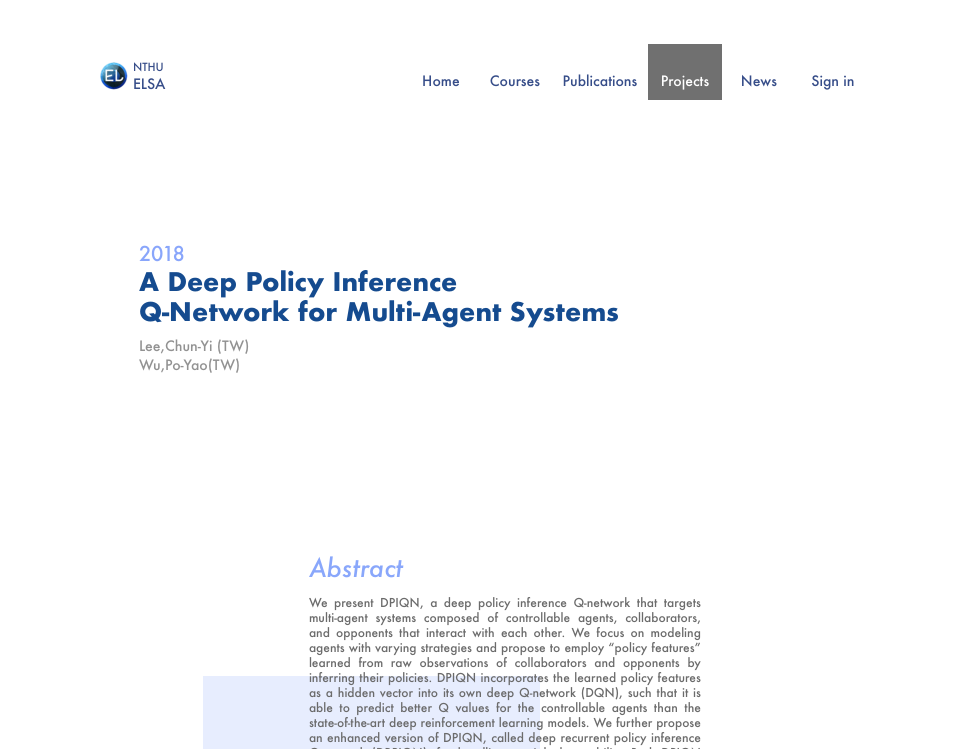 NTHU
ELSA
Home Courses Publications Projects News Sign in
2018
A Deep Policy Inference
Q-Network for Multi-Agent Systems
Lee,Chun-Yi (TW)
Wu,Po-Yao(TW)
Abstract
We present DPIQN, a deep policy inference Q-network that targets
multi-agent systems composed of controllable agents, collaborators,
and opponents that interact with each other. We focus on modeling
agents with varying strategies and propose to employ “policy features”
learned from raw observations of collaborators and opponents by
inferring their policies. DPIQN incorporates the learned policy features
as a hidden vector into its own deep Q-network (DQN), such that it is
able to predict better Q values for the controllable agents than the
state-of-the-art deep reinforcement learning models. We further propose
an enhanced version of DPIQN, called deep recurrent policy inference